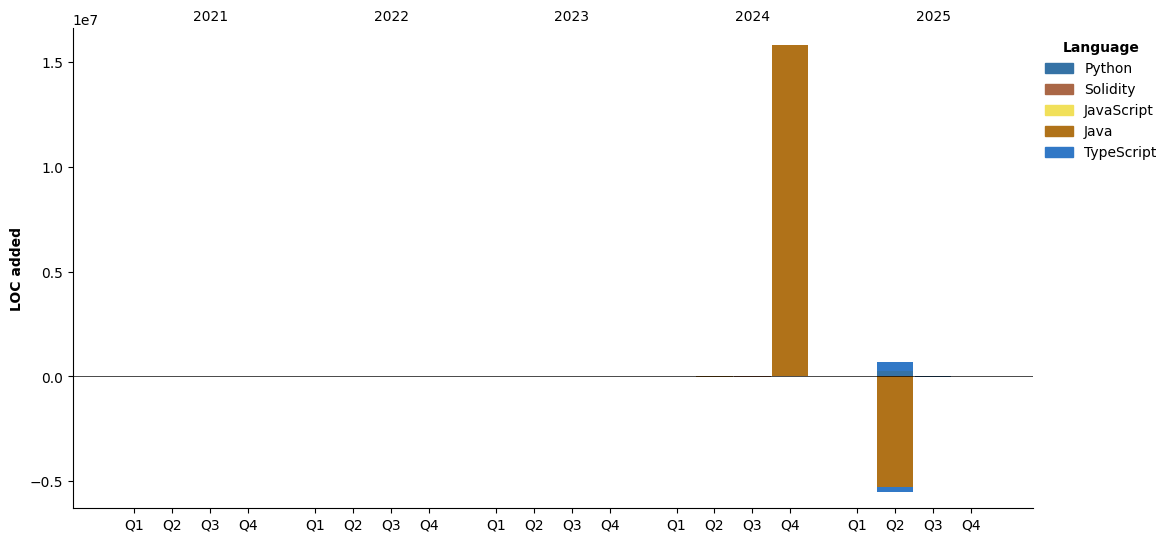 1e7
2021 2022 2023 2024 2025
Language
Python
Solidity
JavaScript
Java
TypeScript
1.5
1.0
0.5
0.0
−0.5
LOC added
Q1 Q2 Q3 Q4 Q1 Q2 Q3 Q4 Q1 Q2 Q3 Q4 Q1 Q2 Q3 Q4 Q1 Q2 Q3 Q4